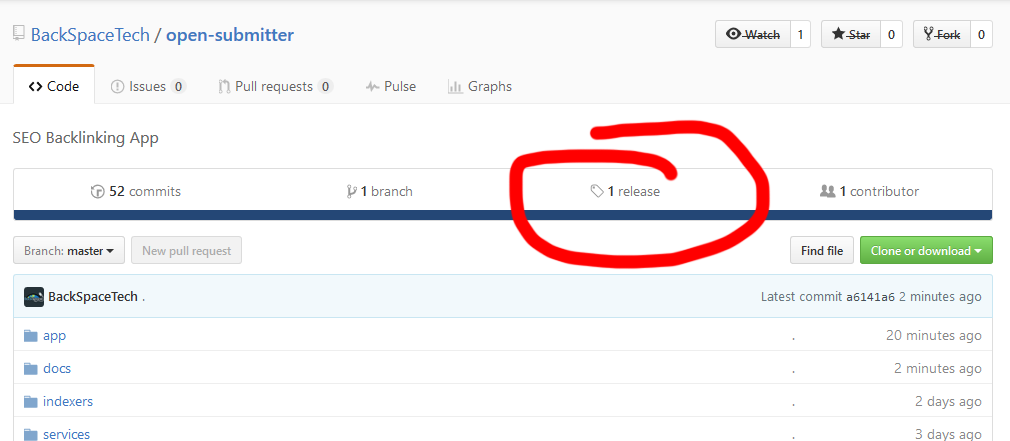 BackSpaceTech / open-submitter
Watch 1 Star 0 Fork 0
Code Issues 0 Pull requests 0 Pulse Graphs
SEO Backlinking App
52 commits 1 branch 1 release 1 contributor
Branch: master New pull request Find file Clone or download
BackSpaceTech . Latest commit a6141a6 2 minutes ago
app . 20 minutes ago
docs . 2 minutes ago
indexers . 2 days ago
services . 3 days ago